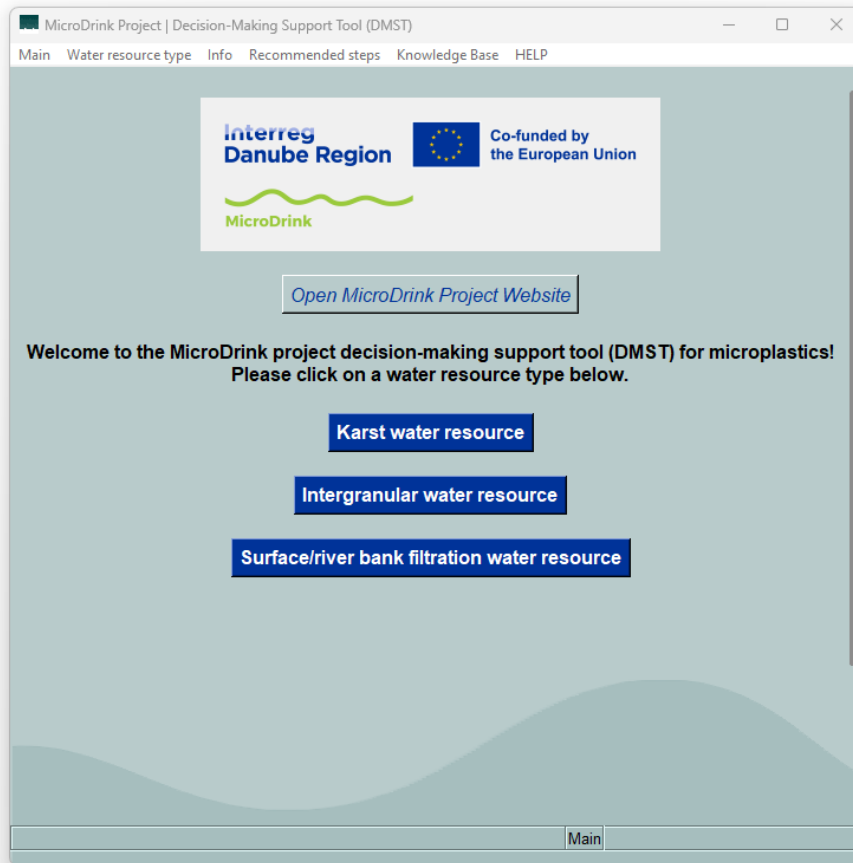 MicroDrink Project | Decision-Making Support Tool (DMST)
Main Water resource type Info Recommended steps Knowledge Base HELP
Interreg
Danube Region
Co-funded by
the European Union
MicroDrink
Open MicroDrink Project Website
Welcome to the MicroDrink project decision-making support tool (DMST) for microplastics!
Please click on a water resource type below.
Karst water resource
Intergranular water resource
Surface/river bank filtration water resource
Main